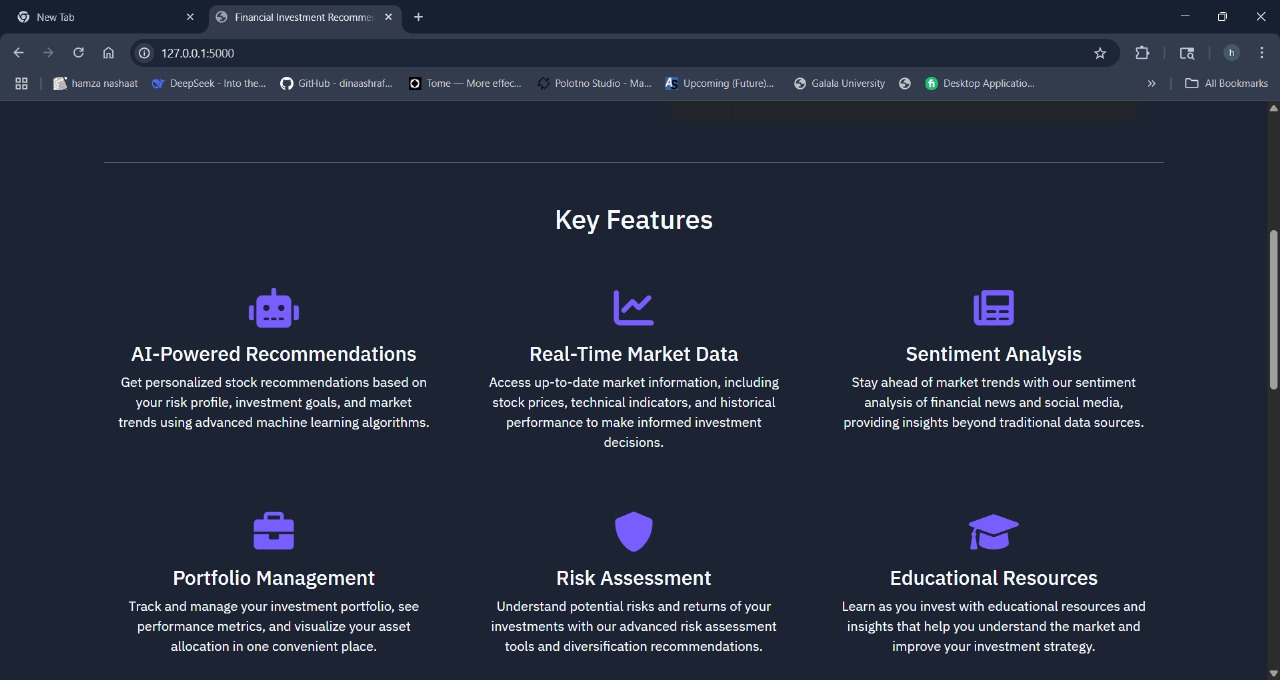 New Tab
Financial Investment Recomme
127.0.0.1:5000
h
hamza nashaat
DeepSeek - Into the...
GitHub - dinaashraf...
Tome — More effec...
Polotno Studio - Ma...
Upcoming (Future)...
Galala University
Desktop Applicatio...
All Bookmarks
Key Features
AI-Powered Recommendations
Get personalized stock recommendations based on
your risk profile, investment goals, and market
trends using advanced machine learning algorithms.
Real-Time Market Data
Access up-to-date market information, including
stock prices, technical indicators, and historical
performance to make informed investment
decisions.
Sentiment Analysis
Stay ahead of market trends with our sentiment
analysis of financial news and social media,
providing insights beyond traditional data sources.
Portfolio Management
Track and manage your investment portfolio, see
performance metrics, and visualize your asset
allocation in one convenient place.
Risk Assessment
Understand potential risks and returns of your
investments with our advanced risk assessment
tools and diversification recommendations.
Educational Resources
Learn as you invest with educational resources and
insights that help you understand the market and
improve your investment strategy.